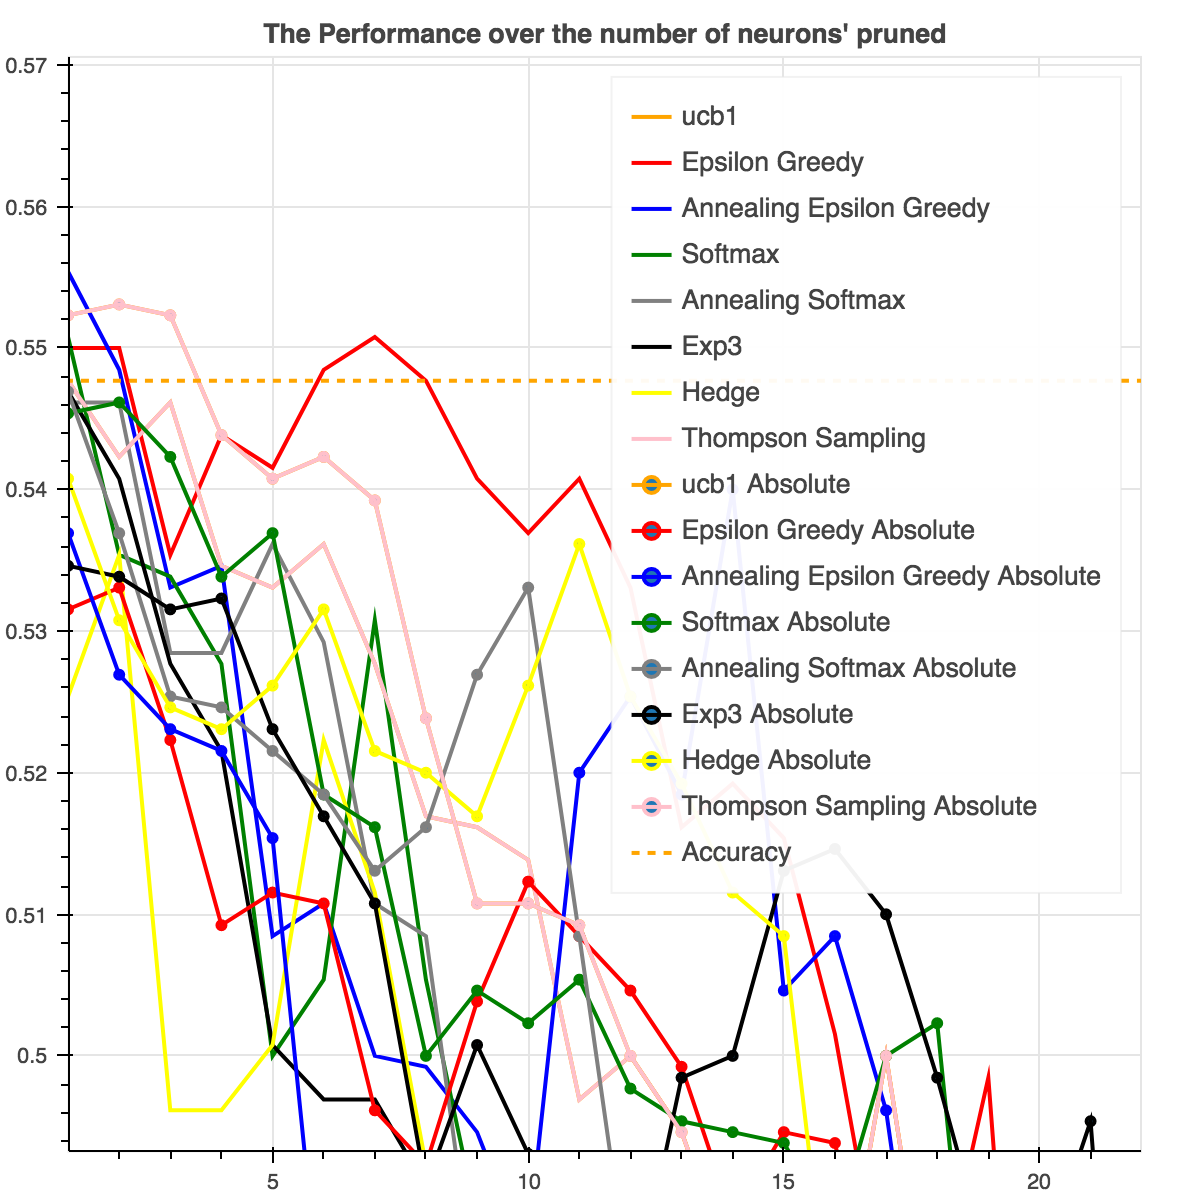 The Performance over the number of neurons' pruned
0.57
0.56
0.55
0.54
0.53
0.52
0.51
0.5
ucb1
Epsilon Greedy
Annealing Epsilon Greedy
Softmax
Annealing Softmax
Exp3
Hedge
Thompson Sampling
ucb1 Absolute
Epsilon Greedy Absolute
Annealing Epsilon Greedy Absolute
Softmax Absolute
Annealing Softmax Absolute
Exp3 Absolute
Hedge Absolute
Thompson Sampling Absolute
Accuracy
5 10 15 20